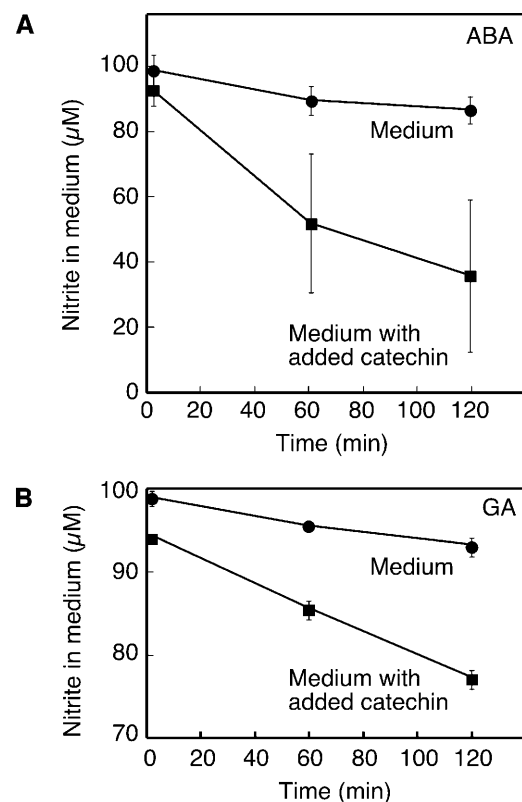 A
ABA
Nitrite in medium (µM)
100
80
60
40
20
0
Medium
Medium with
added catechin
0 20 40 60 80 100 120
Time (min)
B
GA
Nitrite in medium (µM)
100
90
80
70
Medium
Medium with
added catechin
0 20 40 60 80 100 120
Time (min)